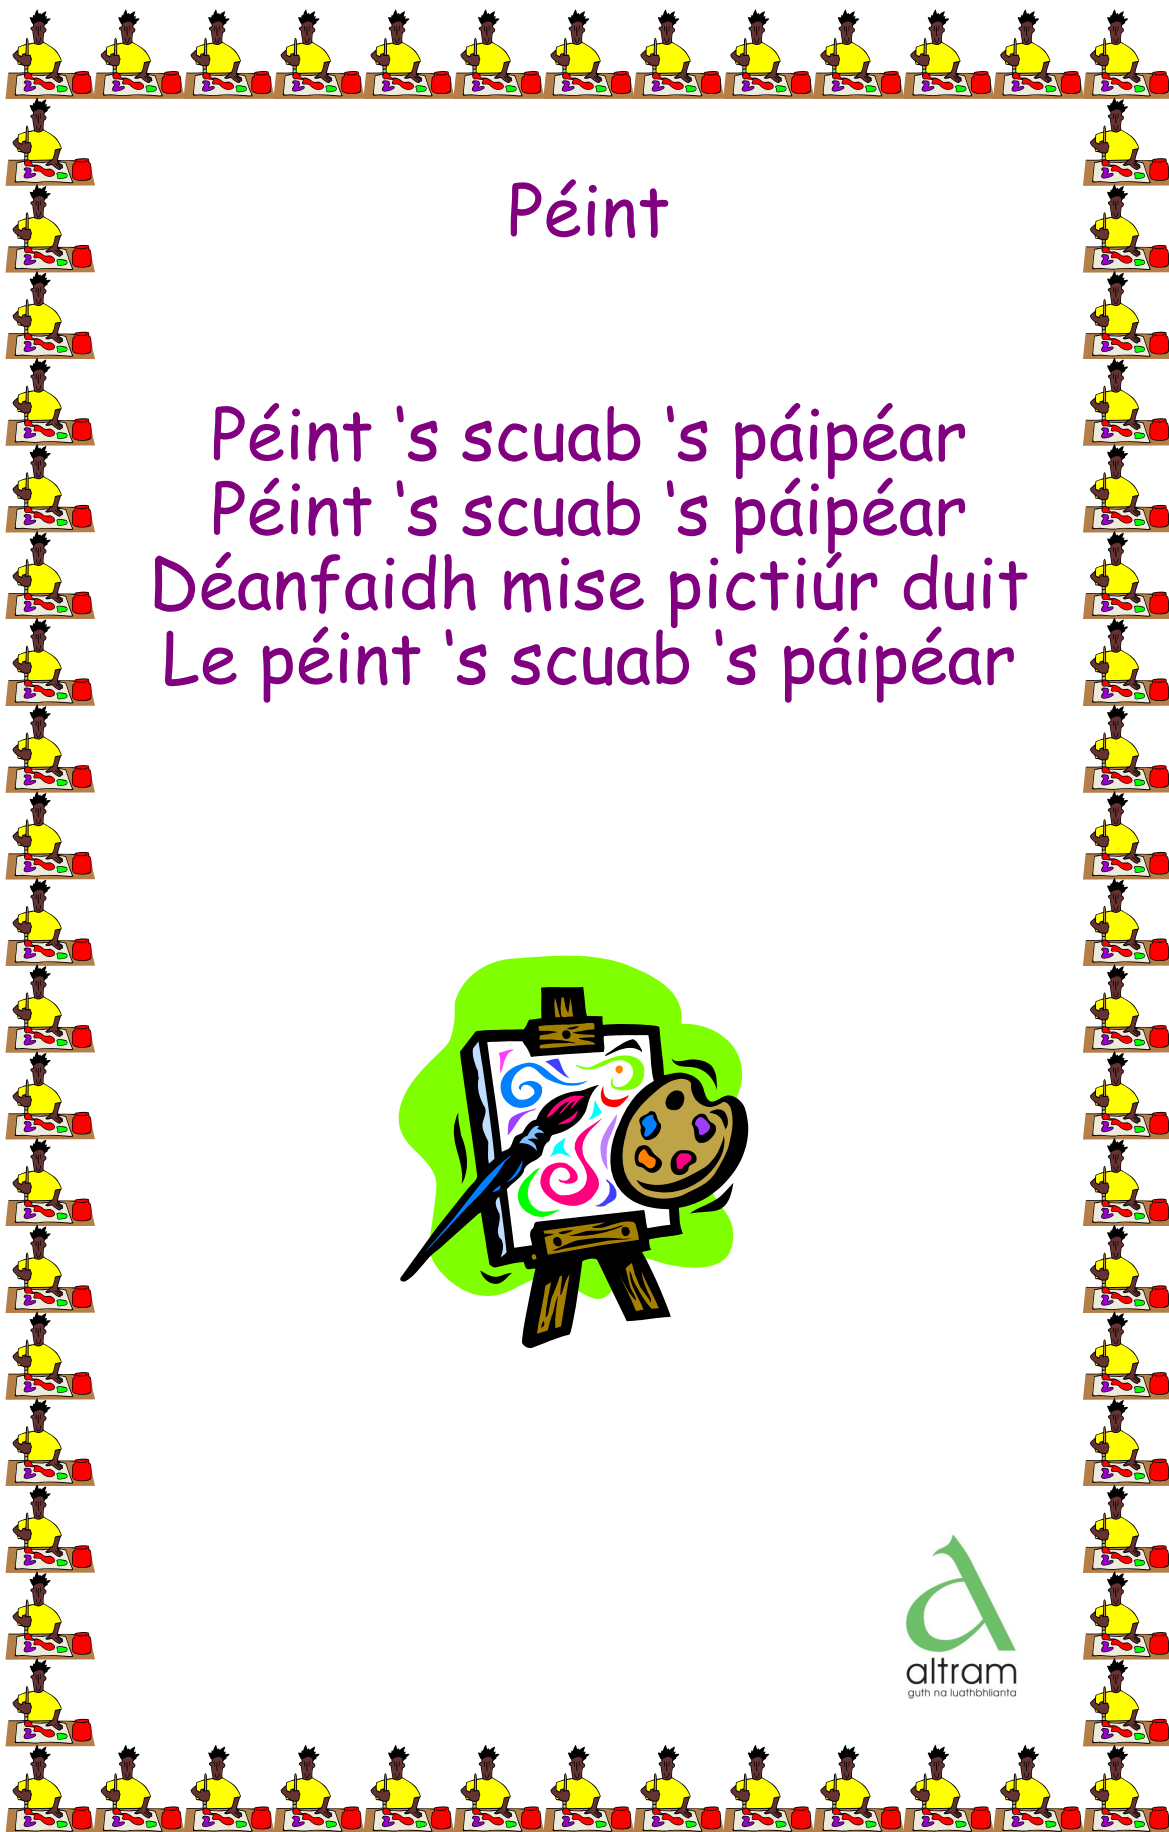 Péint
Péint ‘s scuab ‘s páipéar
Péint ‘s scuab ‘s páipéar
Déanfaidh mise pictiúr duit
Le péint ‘s scuab ‘s páipéar
altram
guth na luathbhlianta